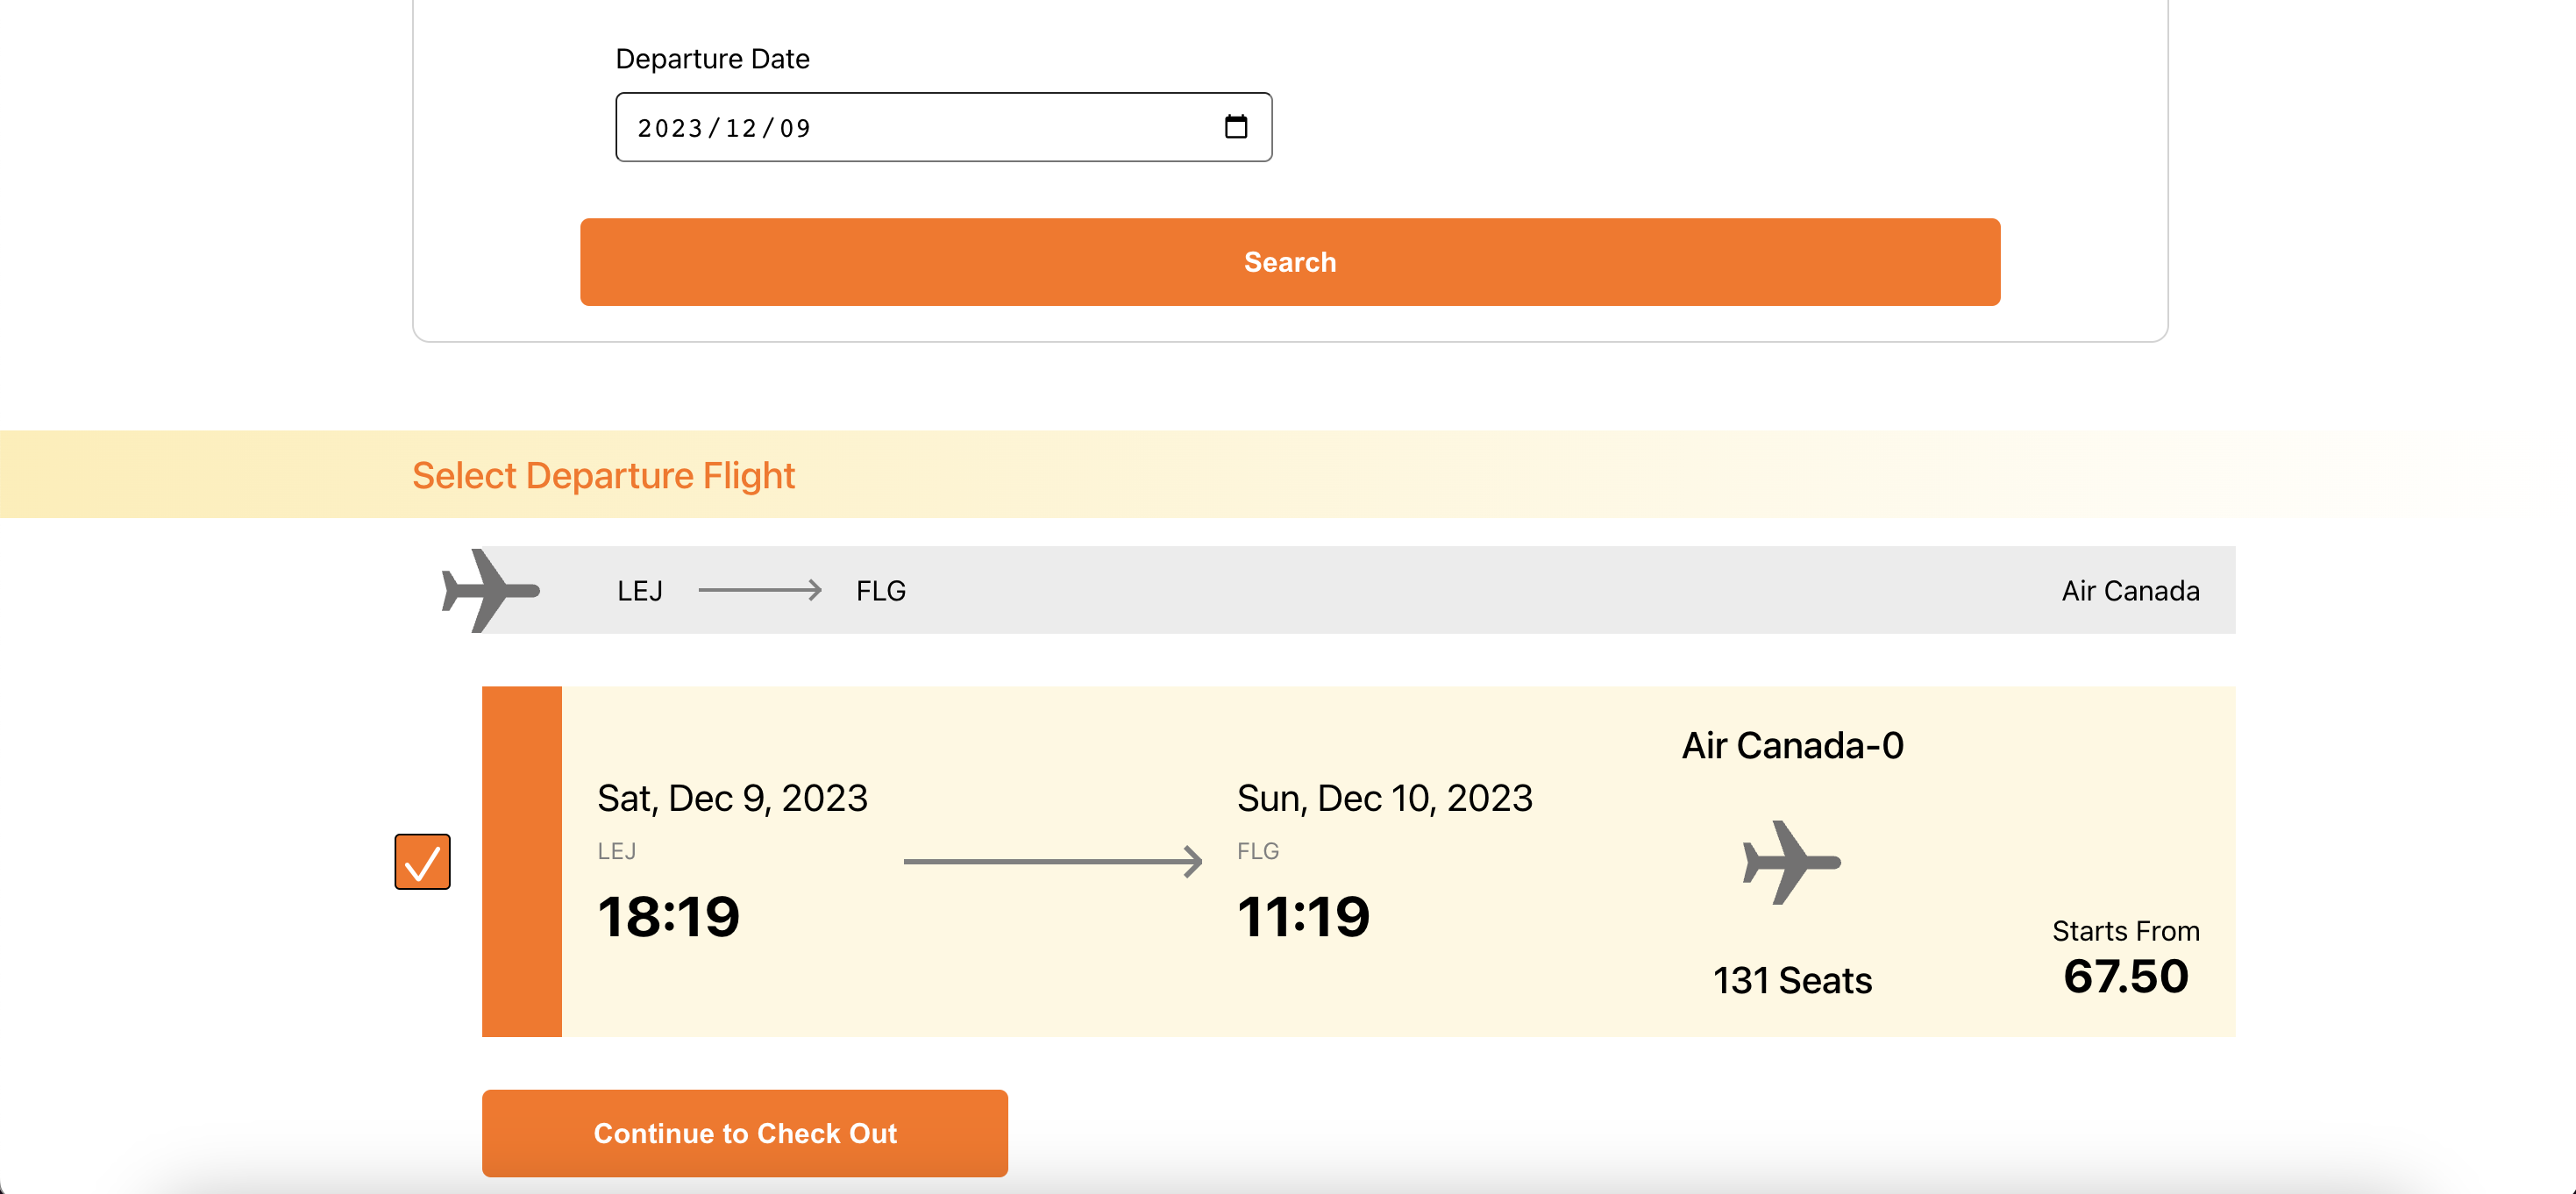 Departure Date
2023/12/09
Search
Select Departure Flight
LEJ FLG Air Canada
Air Canada-0
Sat, Dec 9, 2023 Sun, Dec 10, 2023
LEJ FLG
18:19 11:19
Starts From
131 Seats 67.50
Continue to Check Out